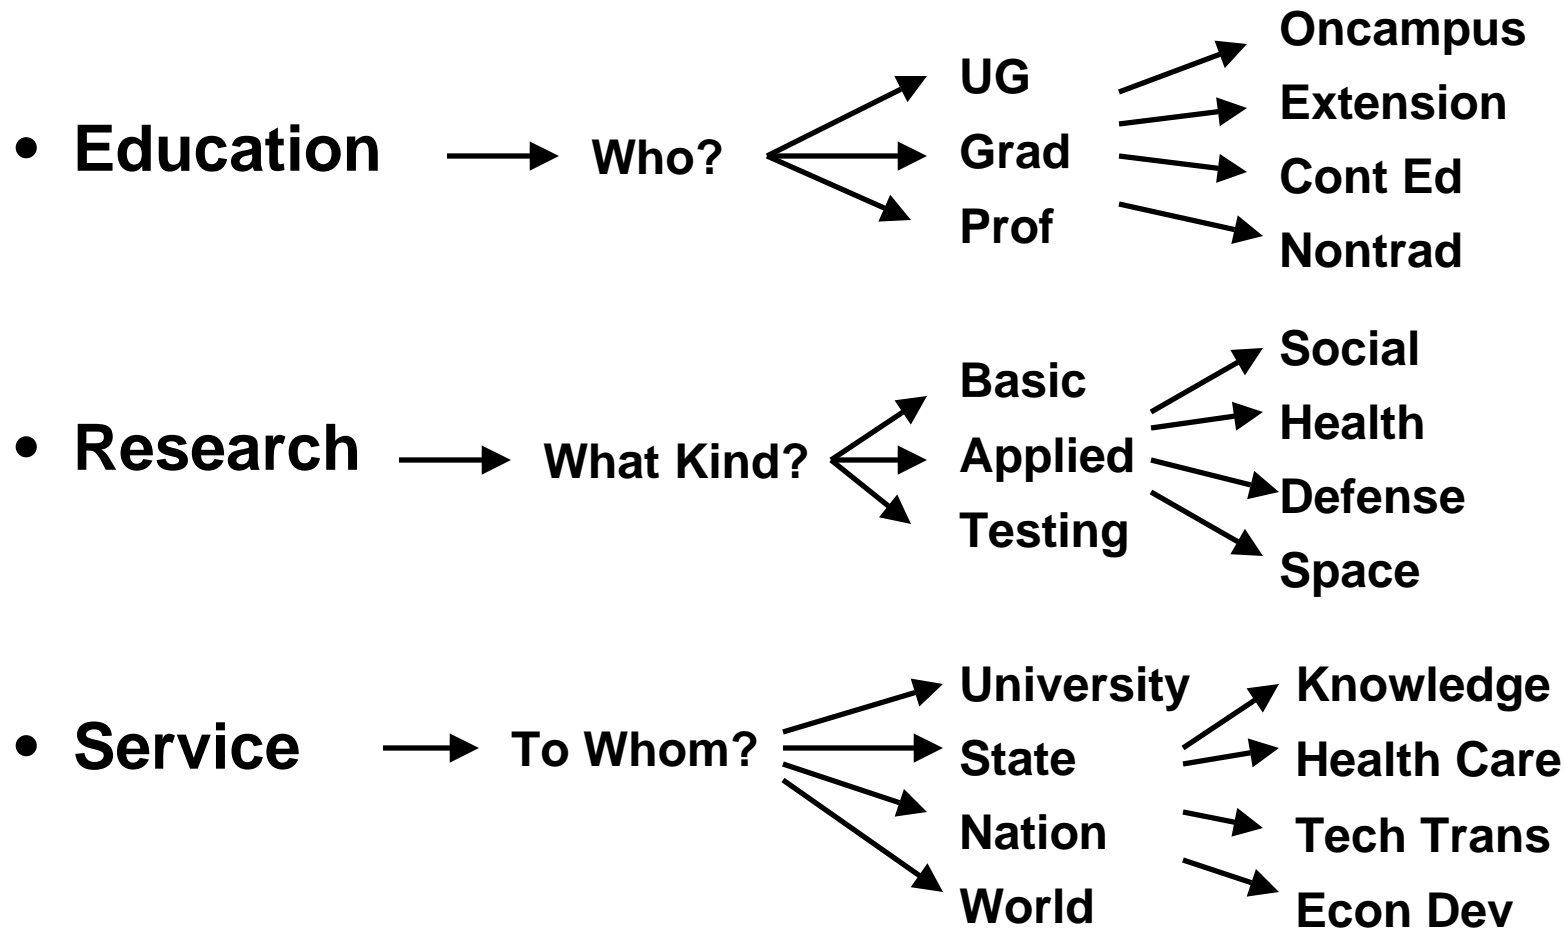 • Education
Who?
UG
Grad
Prof
Oncampus
Extension
Cont Ed
Nontrad
• Research
What Kind?
Basic
Applied
Testing
Social
Health
Defense
Space
• Service
To Whom?
University
State
Nation
World
Knowledge
Health Care
Tech Trans
Econ Dev